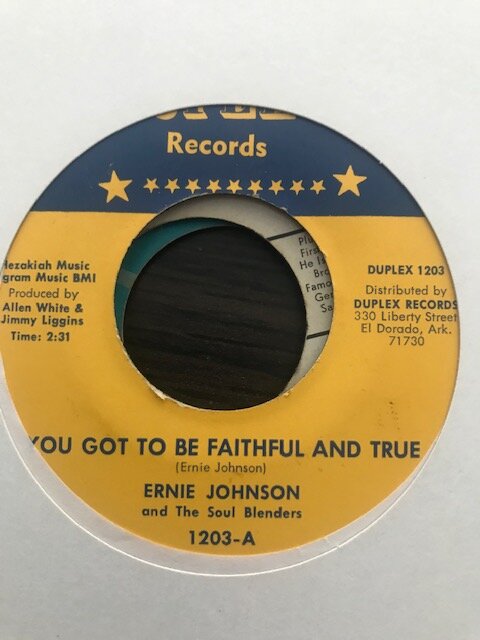 Records
Hezakiah Music
gram Music BMI
Produced by
Allen White &
Jimmy Liggins
Time: 2:31
DUPLEX 1203
Distributed by
DUPLEX RECORDS
330 Liberty Street
El Dorado, Ark.
71730
YOU GOT TO BE FAITHFUL AND TRUE
(Ernie Johnson)
ERNIE JOHNSON
and The Soul Blenders
1203-A